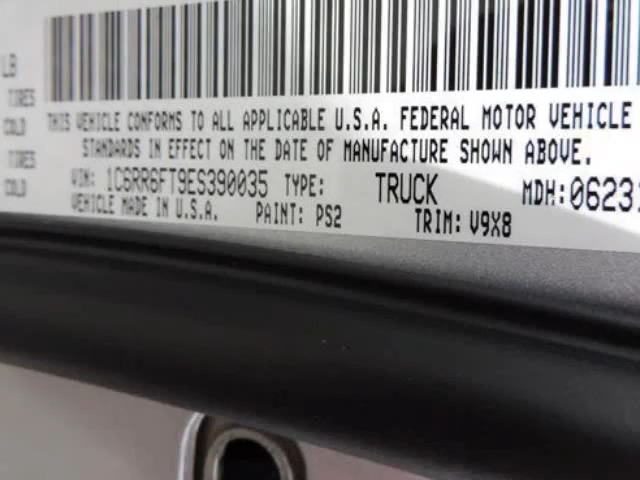 LB
TIRES
COLD
TIRES
COLD
THIS VEHICLE CONFORMS TO ALL APPLICABLE U.S.A. FEDERAL MOTOR VEHICLE
STANDARDS IN EFFECT ON THE DATE OF MANUFACTURE SHOWN ABOVE.
VIN: 1C6RR6FT9ES390035 TYPE: TRUCK MDH:06231
VEHICLE MADE IN U.S.A. PAINT: PS2 TRIM: V9X8